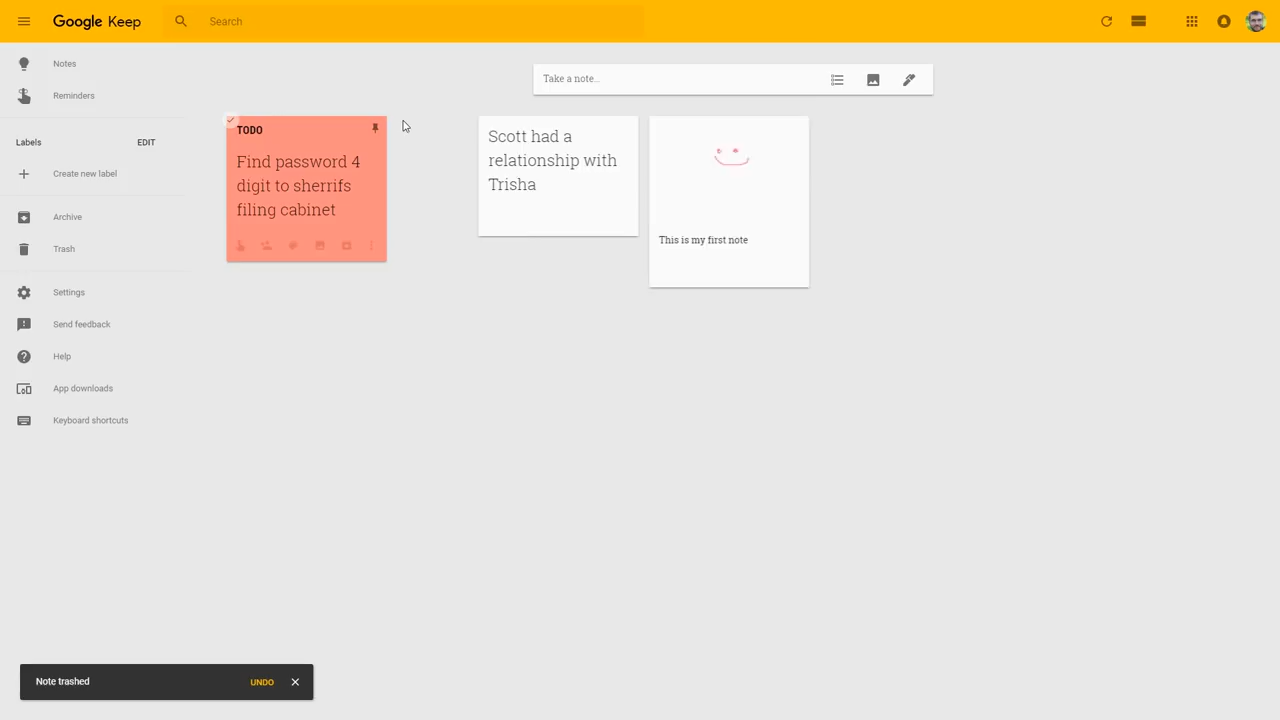 Google Keep
Search
Notes
Reminders
Labels
EDIT
Create new label
Archive
Trash
Settings
Send feedback
Help
App downloads
Keyboard shortcuts
Take a note...
TODO
Find password 4
digit to sherrifs
filing cabinet
Scott had a
relationship with
Trisha
This is my first note
Note trashed
UNDO